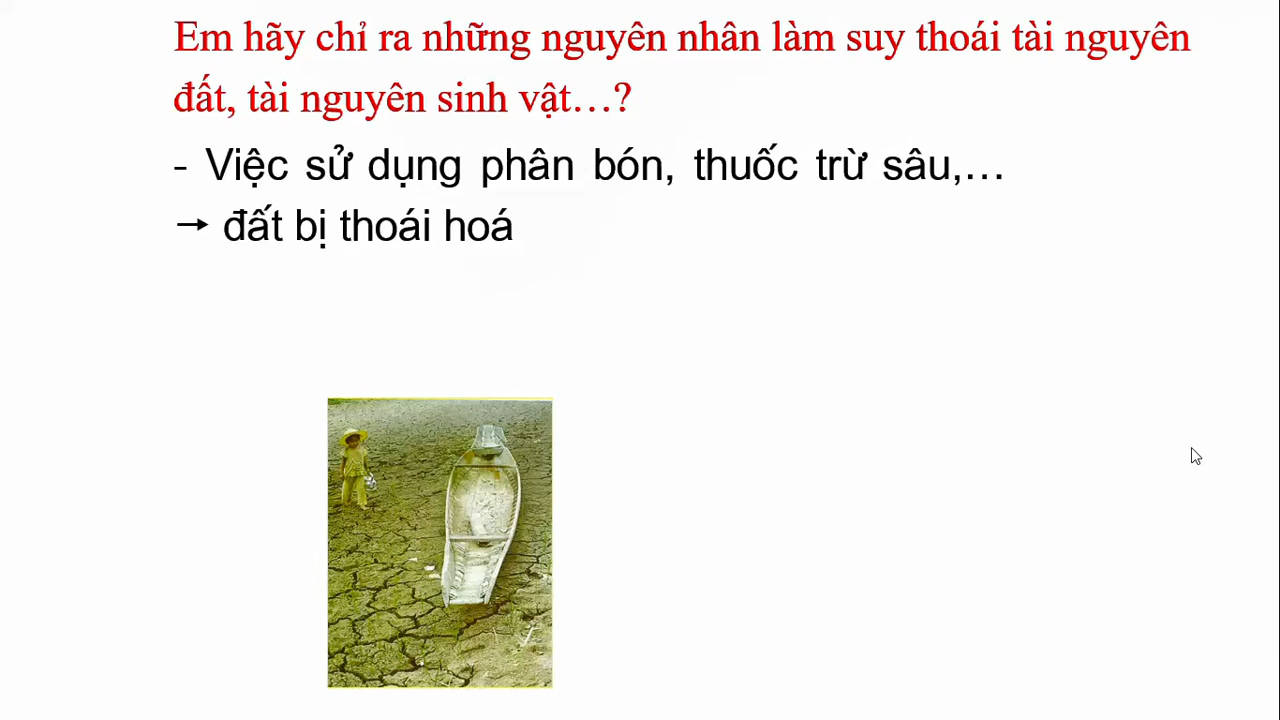 Em hãy chỉ ra những nguyên nhân làm suy thoái tài nguyên
đất, tài nguyên sinh vật…?
- Việc sử dụng phân bón, thuốc trừ sâu,…
→ đất bị thoái hoá